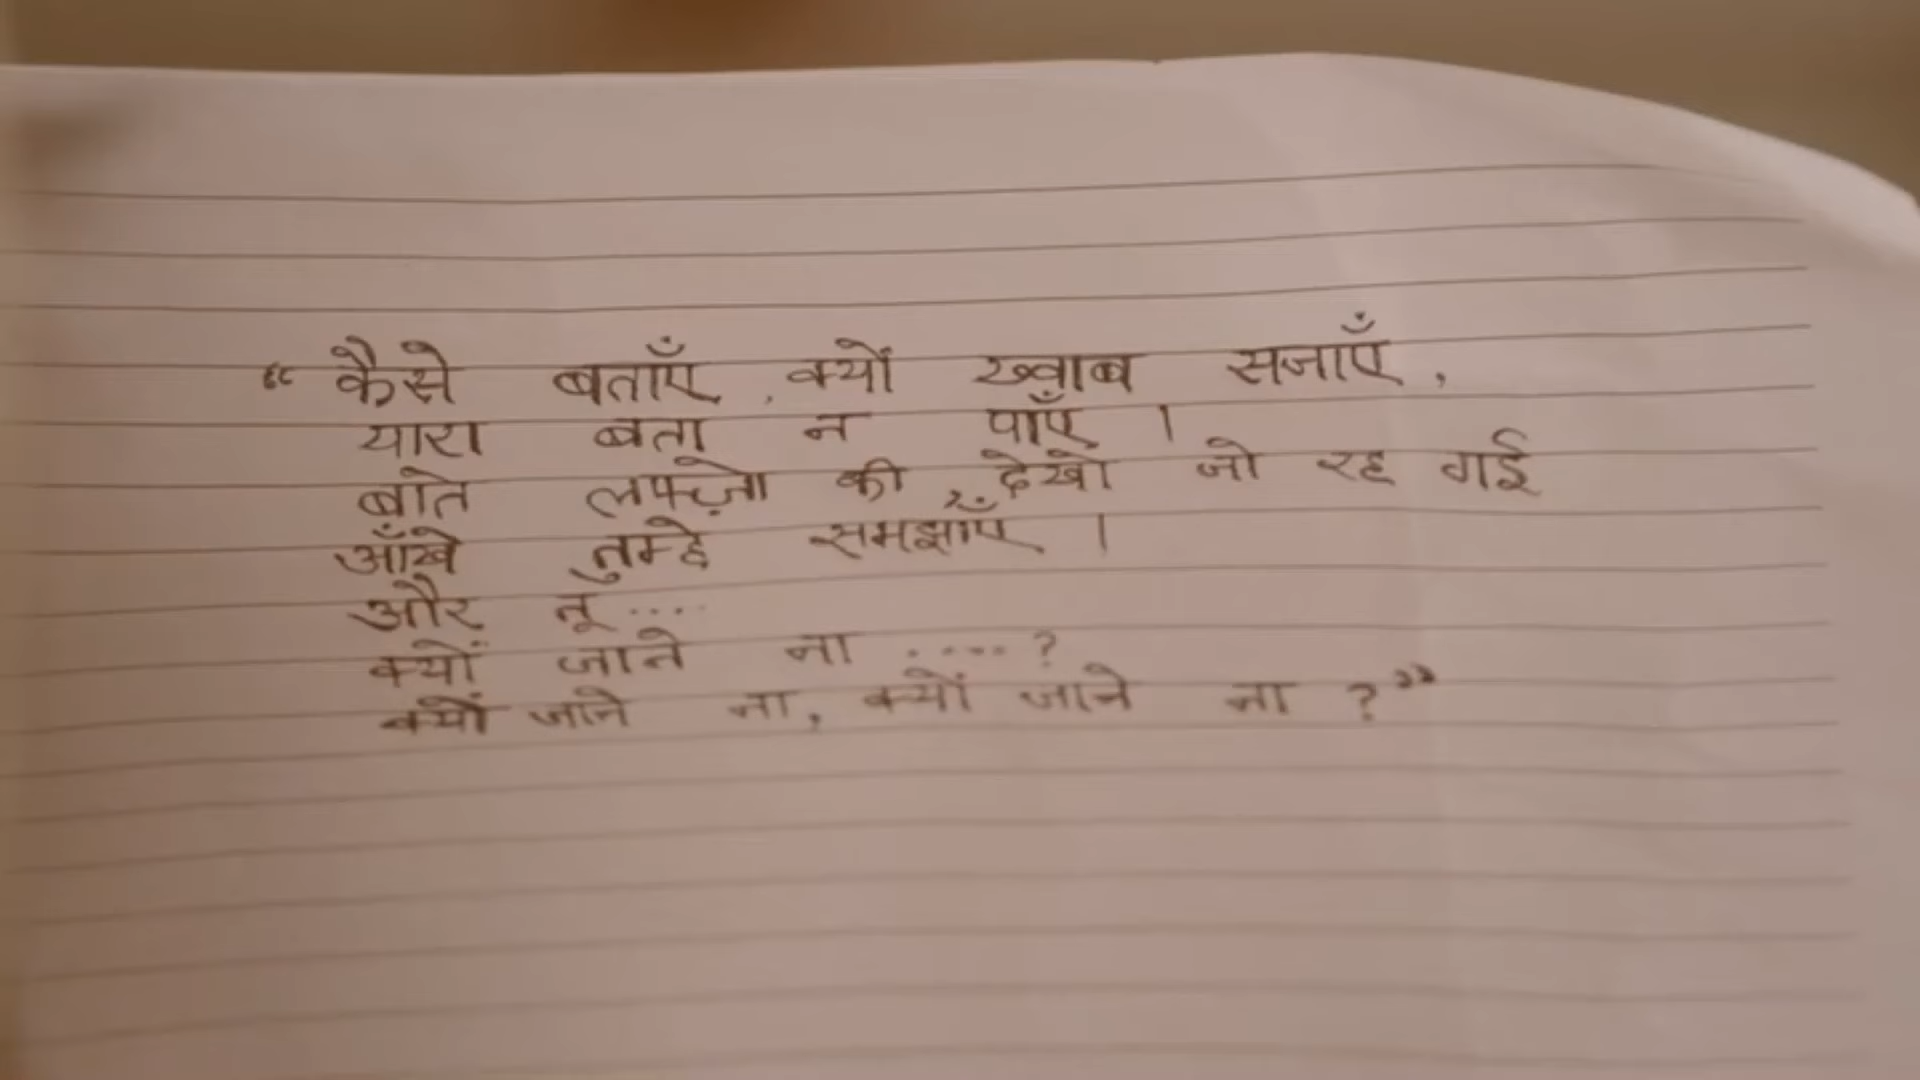 “ कैसे बताएँ, क्यों ख्वाब सजाएँ,
यारा बता न पाएँ ।
बाते लफ्ज़ो की देखो जो रह गई
आँखे तुम्हे समझाएँ ।
और तू ....
क्यों जाने ना .....?
क्यों जाने ना, क्यों जाने ना ?”